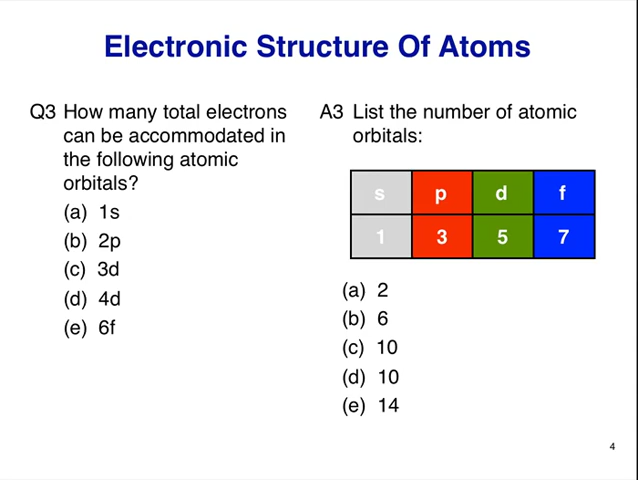 Electronic Structure Of Atoms
Q3 How many total electrons
can be accommodated in
the following atomic
orbitals?
(a) 1s
(b) 2p
(c) 3d
(d) 4d
(e) 6f
A3 List the number of atomic
orbitals:
s p d f
1 3 5 7
(a) 2
(b) 6
(c) 10
(d) 10
(e) 14
4